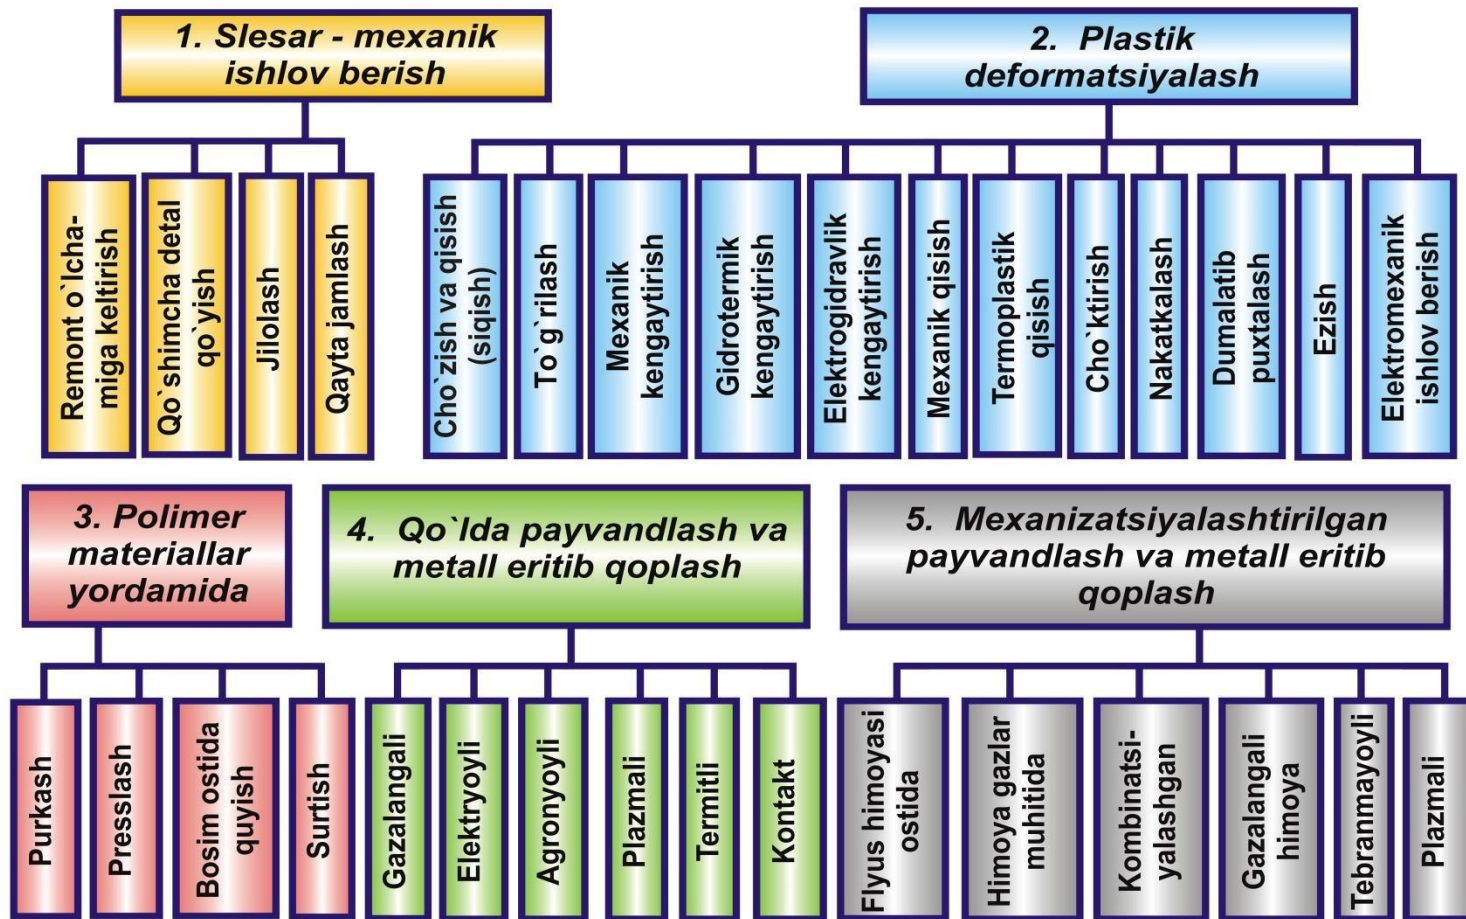 1. Slesar - mexanik
ishlov berish
2. Plastik
deformatsiyalash
Remont o`lcha-
miga keltirish
Qo`shimcha detal
qo`yish
Jilolash
Qayta jamlash
Cho`zish va qisish
(siqish)
To`g`rilash
Mexanik
kengaytirish
Gidrotermik
kengaytirish
Elektrogidravlik
kengaytirish
Mexanik qisish
Termoplastik
qisish
Cho`ktirish
Nakatkalash
Dumalatib
puxtalash
Ezish
Elektromexanik
ishlov berish
3. Polimer
materiallar
yordamida
4. Qo`lda payvandlash va
metall eritib qoplash
5. Mexanizatsiyalashtirilgan
payvandlash va metall eritib
qoplash
Purkash
Presslash
Bosim ostida
quyish
Surtish
Gazalangali
Elektryoyli
Agronyoyli
Plazmali
Termitli
Kontakt
Flyus himoyasi
ostida
Himoya gazlar
muhitida
Kombinatsi-
yalashgan
Gazalangali
himoya
Tebranmayoyli
Plazmali